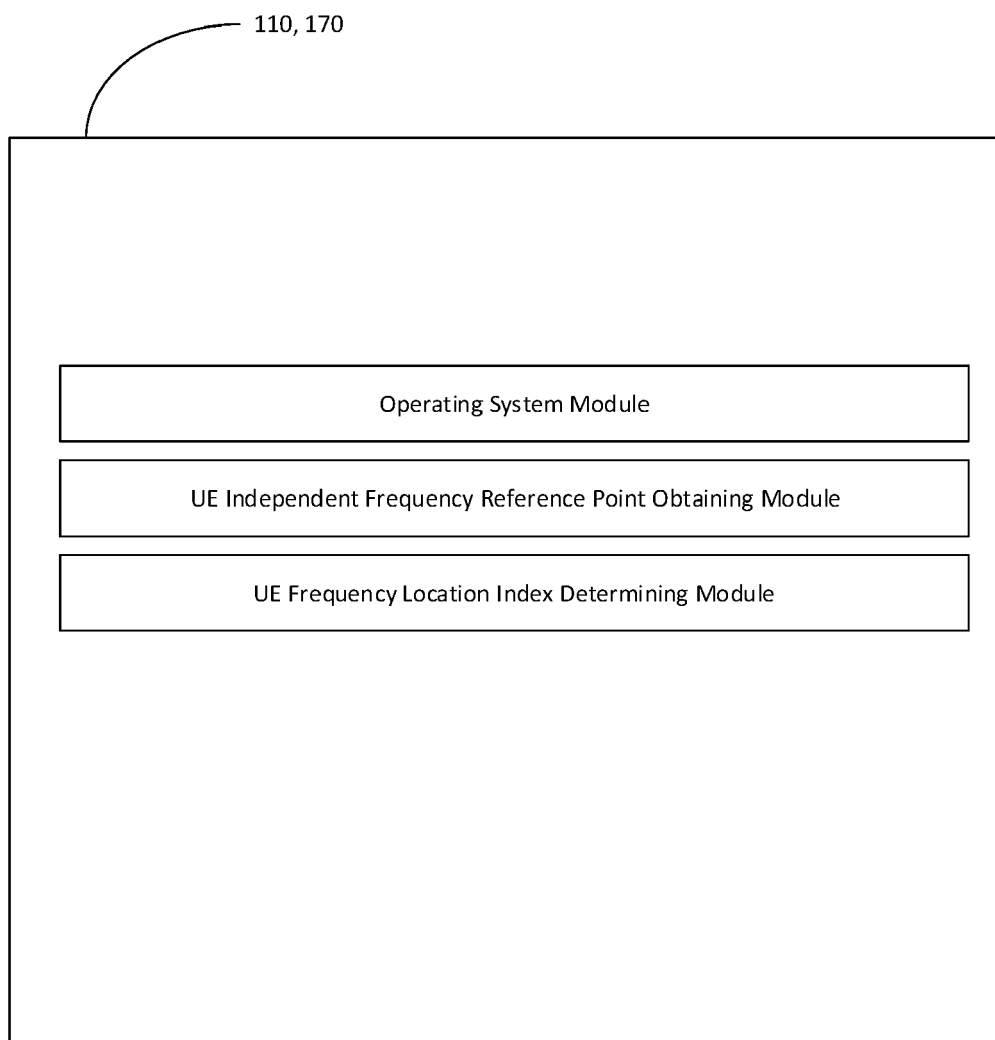 110, 170
Operating System Module
UE Independent Frequency Reference Point Obtaining Module
UE Frequency Location Index Determining Module